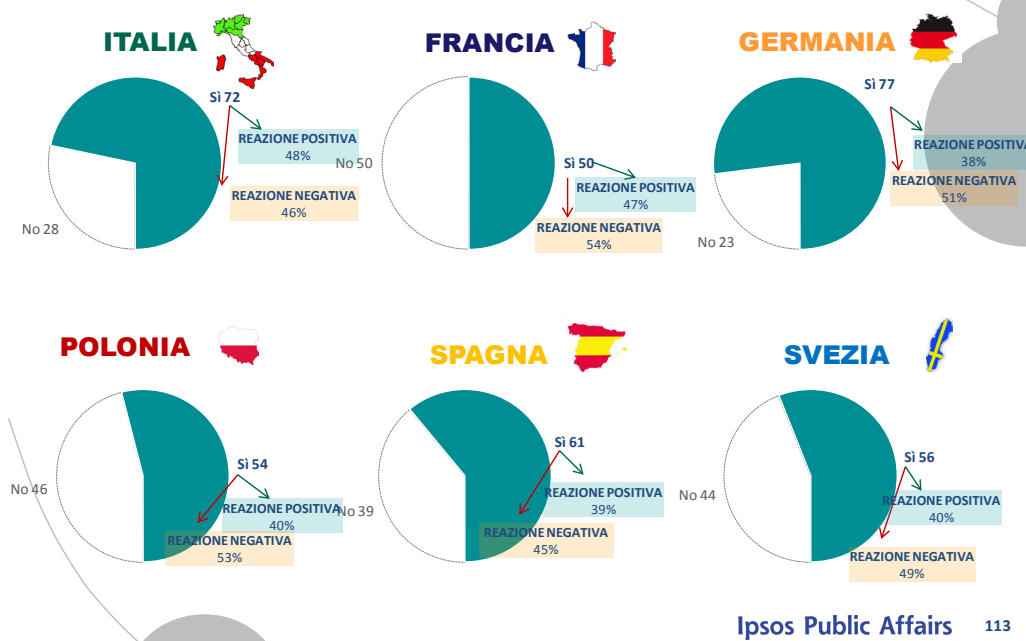 ITALIA
Sì 72
REAZIONE POSITIVA
48%
REAZIONE NEGATIVA
46%
No 28
FRANCIA
No 50
Sì 50
REAZIONE POSITIVA
47%
REAZIONE NEGATIVA
54%
GERMANIA
Sì 77
REAZIONE POSITIVA
38%
REAZIONE NEGATIVA
51%
No 23
POLONIA
Sì 54
No 46
REAZIONE POSITIVA
40%
REAZIONE NEGATIVA
53%
SPAGNA
Sì 61
No 39
REAZIONE POSITIVA
39%
REAZIONE NEGATIVA
45%
SVEZIA
Sì 56
No 44
REAZIONE POSITIVA
40%
REAZIONE NEGATIVA
49%
Ipsos Public Affairs 113